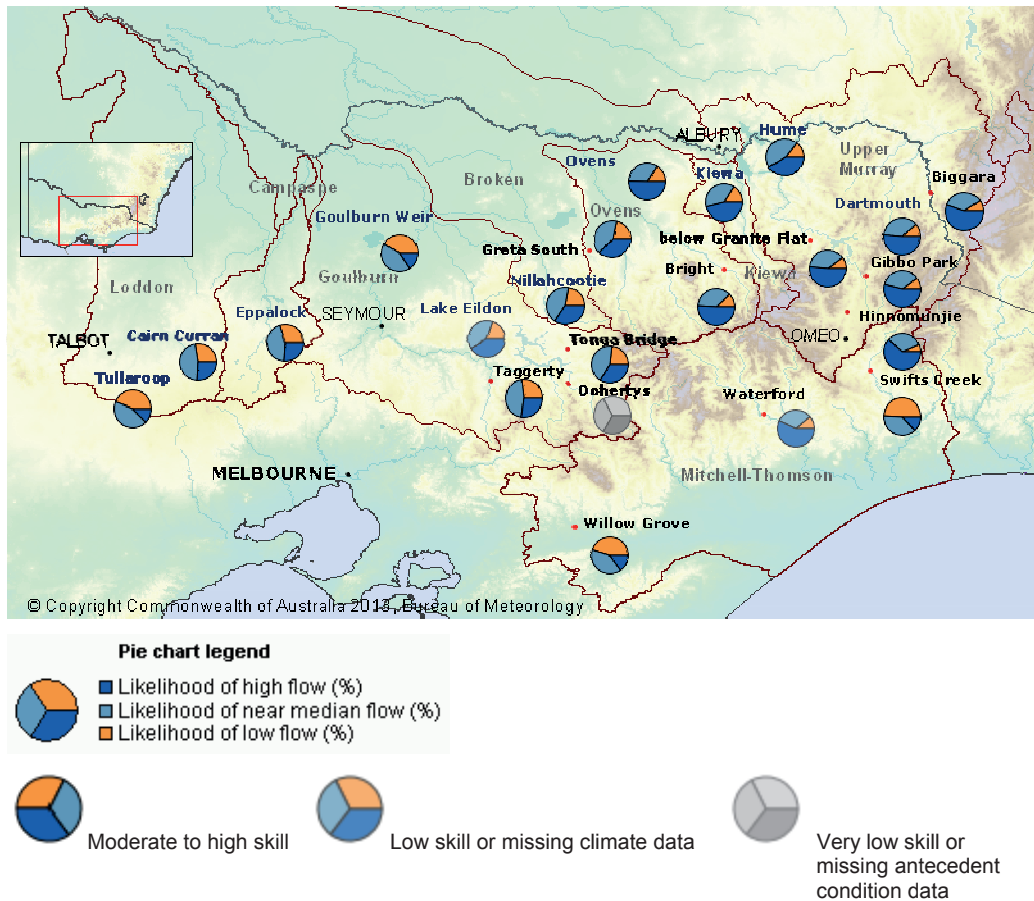 ALBURY
Hume
Ovens
Kiewa
Upper
Murray
Biggara
Broken
Campaspe
Dartmouth
Goulburn Weir
Ovens
Greta South
below Granite Flat
Gibbo Park
Bright
Kiewa
Goulburn
Loddon
Nillahcootie
Eppalock
SEYMOUR
Lake Eildon
Hinnomunjie
TALBOT
Cairn Curran
Tonga Bridge
OMEO
Tullaroop
Taggerty
Dohertys
Swifts Creek
Waterford
MELBOURNE
Mitchell-Thomson
Willow Grove
© Copyright Commonwealth of Australia 2013, Bureau of Meteorology
Pie chart legend
Likelihood of high flow (%)
Likelihood of near median flow (%)
Likelihood of low flow (%)
Moderate to high skill
Low skill or missing climate data
Very low skill or
missing antecedent
condition data